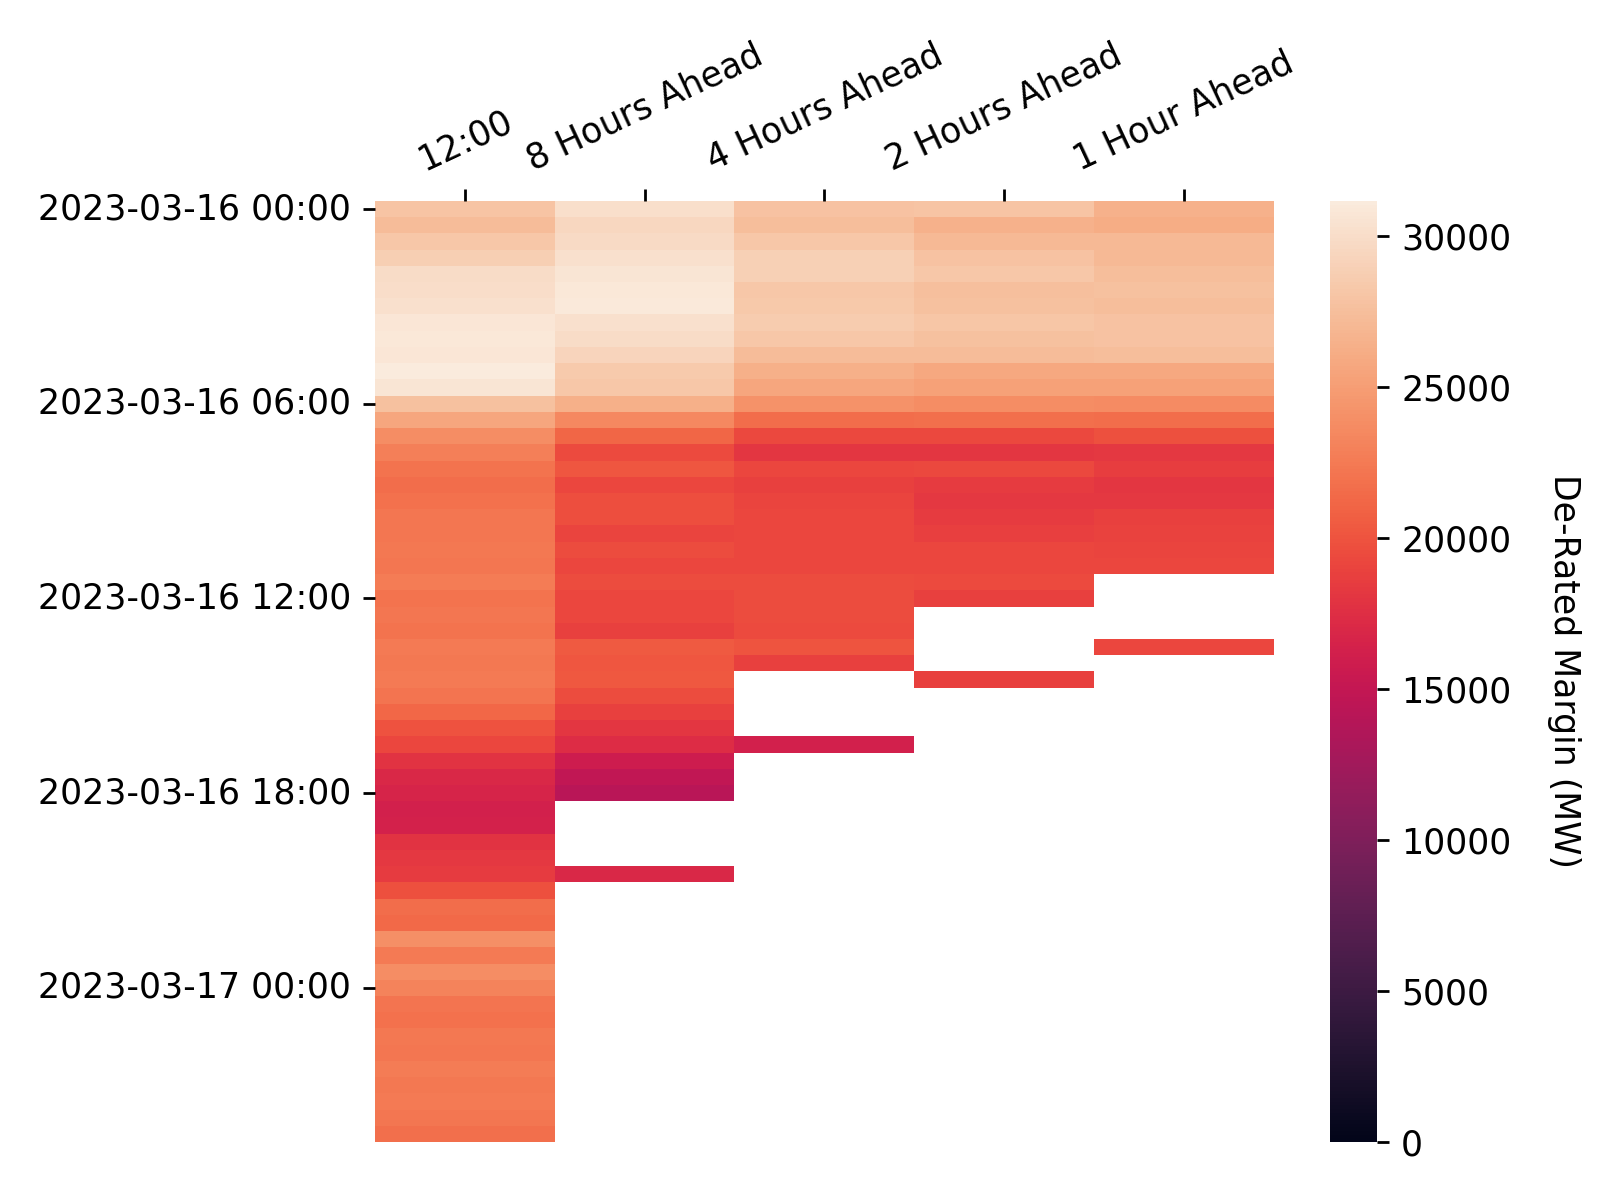 12:00
8 Hours Ahead
4 Hours Ahead
2 Hours Ahead
1 Hour Ahead
2023-03-16 00:00
2023-03-16 06:00
2023-03-16 12:00
2023-03-16 18:00
2023-03-17 00:00
30000
25000
20000
15000
10000
5000
0
De-Rated Margin (MW)